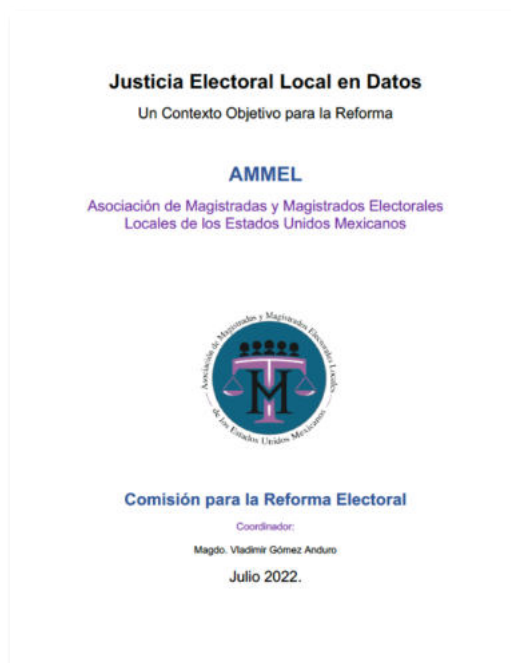 Justicia Electoral Local en Datos
Un Contexto Objetivo para la Reforma
AMMEL
Asociación de Magistradas y Magistrados Electorales
Locales de los Estados Unidos Mexicanos
Asociación de Magistradas y Magistrados Electorales Locales
de los Estados Unidos Mexicanos
TM
Comisión para la Reforma Electoral
Coordinador:
Magdo. Vladimir Gómez Anduro
Julio 2022.